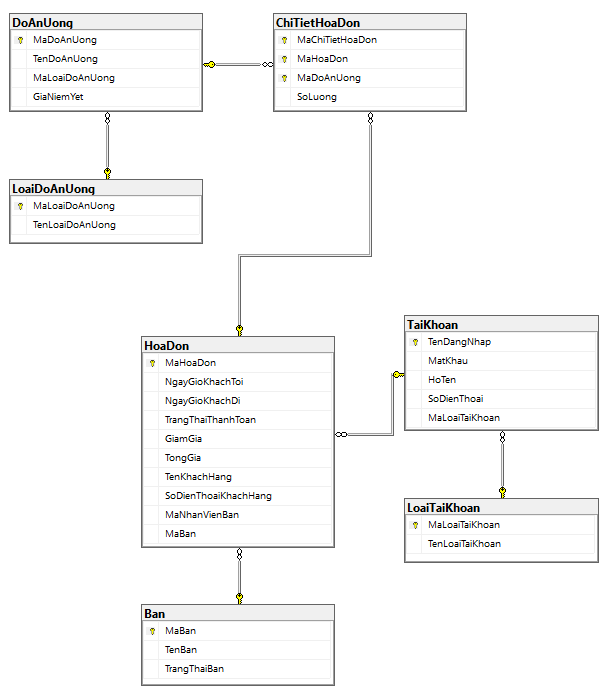 DoAnUong
MaDoAnUong
TenDoAnUong
MaLoaiDoAnUong
GiaNiemYet
ChiTietHoaDon
MaChiTietHoaDon
MaHoaDon
MaDoAnUong
SoLuong
LoaiDoAnUong
MaLoaiDoAnUong
TenLoaiDoAnUong
HoaDon
MaHoaDon
NgayGioKhachToi
NgayGioKhachDi
TrangThaiThanhToan
GiamGia
TongGia
TenKhachHang
SoDienThoaiKhachHang
MaNhanVienBan
MaBan
TaiKhoan
TenDangNhap
MatKhau
HoTen
SoDienThoai
MaLoaiTaiKhoan
LoaiTaiKhoan
MaLoaiTaiKhoan
TenLoaiTaiKhoan
Ban
MaBan
TenBan
TrangThaiBan